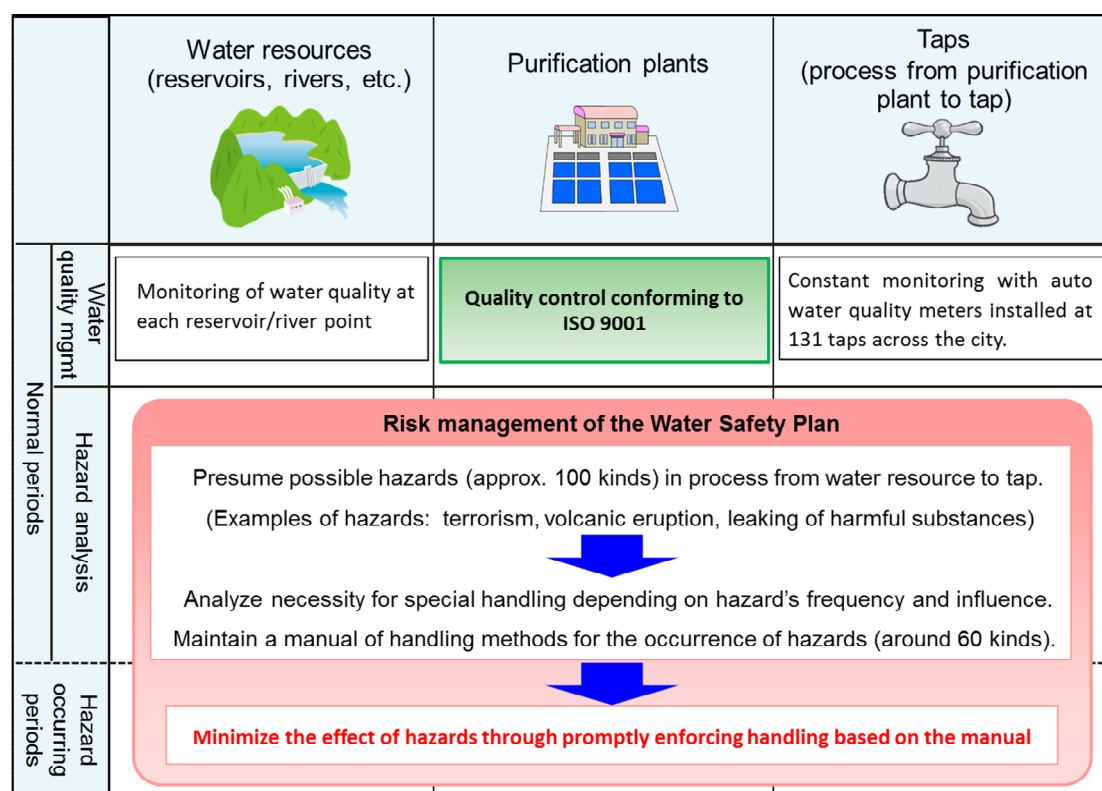 Water resources
(reservoirs, rivers, etc.)
Purification plants
Taps
(process from purification
plant to tap)
Normal periods
Water
quality mgmt
Monitoring of water quality at
each reservoir/river point
Quality control conforming to
ISO 9001
Constant monitoring with auto
water quality meters installed at
131 taps across the city.
Hazard analysis
Risk management of the Water Safety Plan
Presume possible hazards (approx. 100 kinds) in process from water resource to tap.
(Examples of hazards: terrorism, volcanic eruption, leaking of harmful substances)
Analyze necessity for special handling depending on hazard's frequency and influence.
Maintain a manual of handling methods for the occurrence of hazards (around 60 kinds).
Hazard
occurring
periods
Minimize the effect of hazards through promptly enforcing handling based on the manual